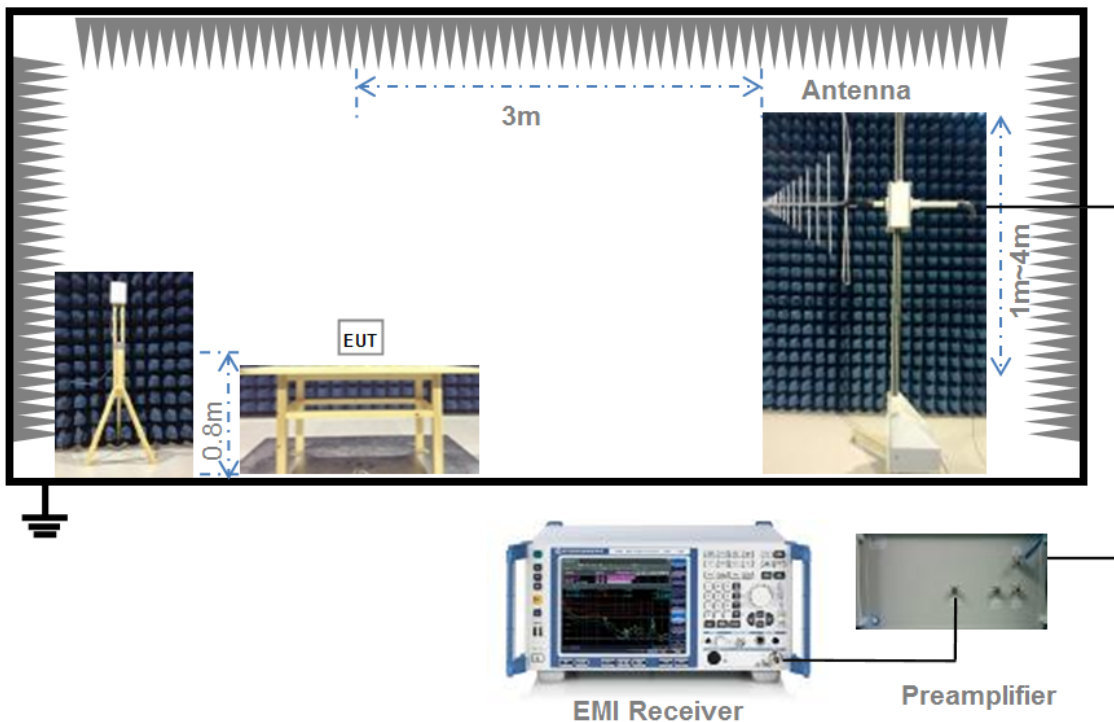 Antenna
3m
1m~4m
EUT
0.8m
EMI Receiver
Preamplifier